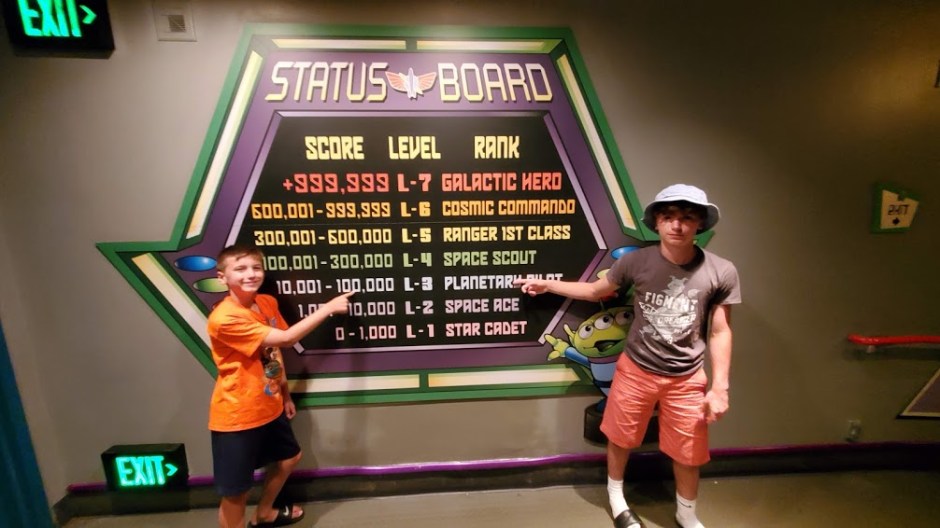 EXIT
STATUS BOARD
SCORE LEVEL RANK
+999,999 L-7 GALACTIC HERO
600,001-999,999 L-6 COSMIC COMMANDO
300,001-600,000 L-5 RANGER 1ST CLASS
100,001-300,000 L-4 SPACE SCOUT
10,001-100,000 L-3 PLANETARY PILOT
10,000 L-2 SPACE ACE
0-1,000 L-1 STAR CADET
FIGMENT
EXIT